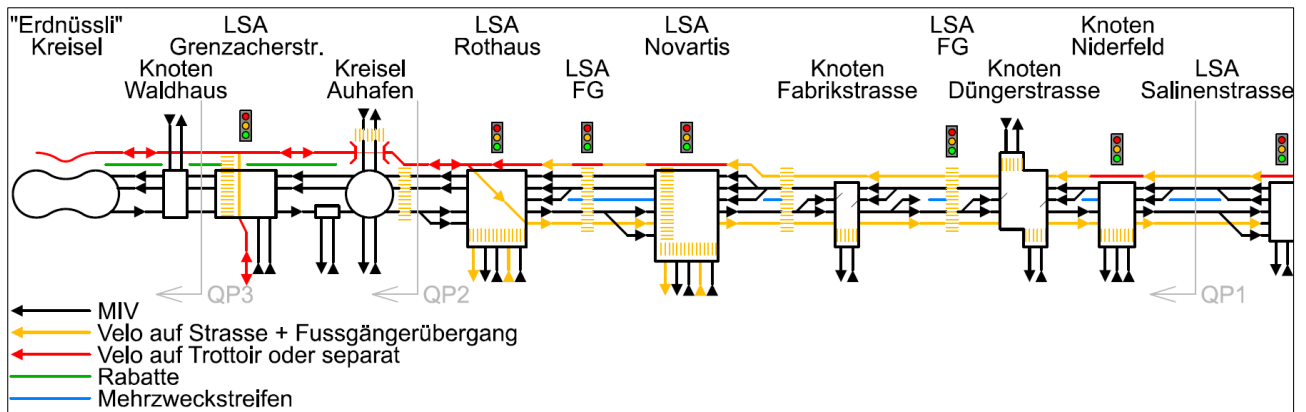 "Erdnüssli"
Kreisel
LSA
Grenzacherstr.
Knoten
Waldhaus
Kreisel
Auhafen
LSA
Rothaus
LSA
FG
LSA
Novartis
Knoten
Fabrikstrasse
LSA
FG
Knoten
Düngerstrasse
Knoten
Niderfeld
LSA
Salinenstrasse
QP3
QP2
QP1
MIV
Velo auf Strasse + Fussgängerübergang
Velo auf Trottoir oder separat
Rabatte
Mehrzweckstreifen